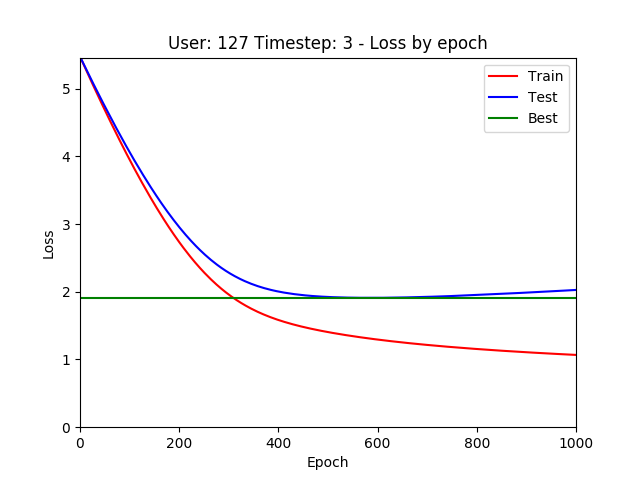 User: 127 Timestep: 3 - Loss by epoch
Train
Test
Best
5
4
3
2
1
0
Loss
0 200 400 600 800 1000
Epoch